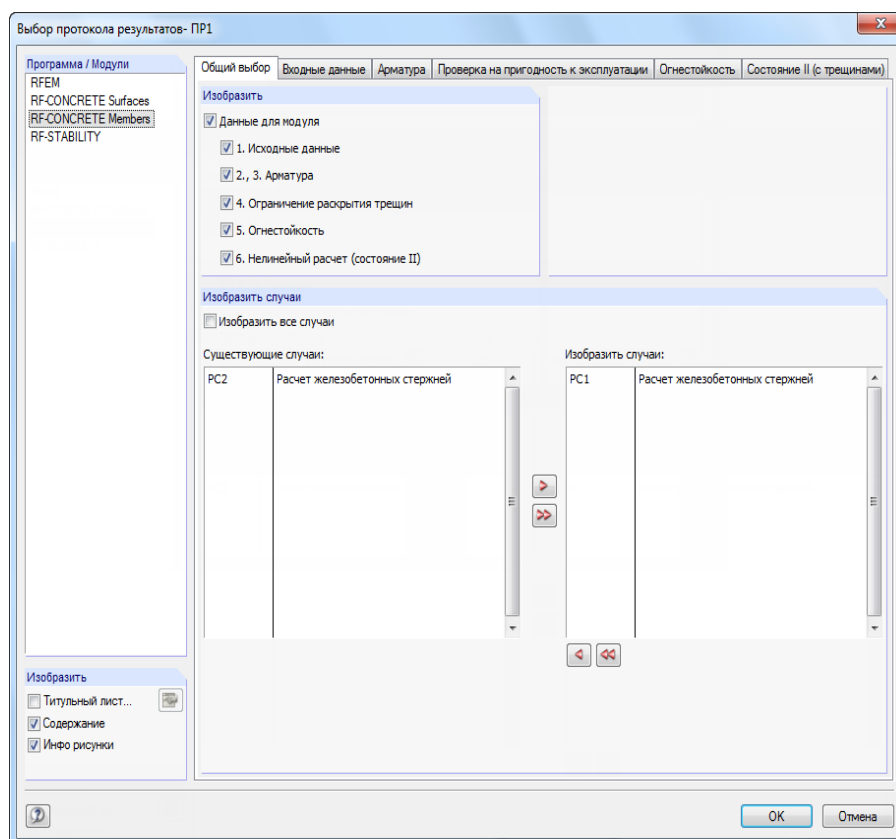 Выбор протокола результатов- ПР1
Программа / Модули
RFEM
RF-CONCRETE Surfaces
RF-CONCRETE Members
RF-STABILITY
Общий выбор
Входные данные
Арматура
Проверка на пригодность к эксплуатации
Огнестойкость
Состояние II (с трещинами)
Изобразить
Данные для модуля
1. Исходные данные
2., 3. Арматура
4. Ограничение раскрытия трещин
5. Огнестойкость
6. Нелинейный расчет (состояние II)
Изобразить случаи
Изобразить все случаи
Существующие случаи:
РС2 Расчет железобетонных стержней
Изобразить случаи:
РС1 Расчет железобетонных стержней
Изобразить
Титульный лист...
Содержание
Инфо рисунки
OK
Отмена